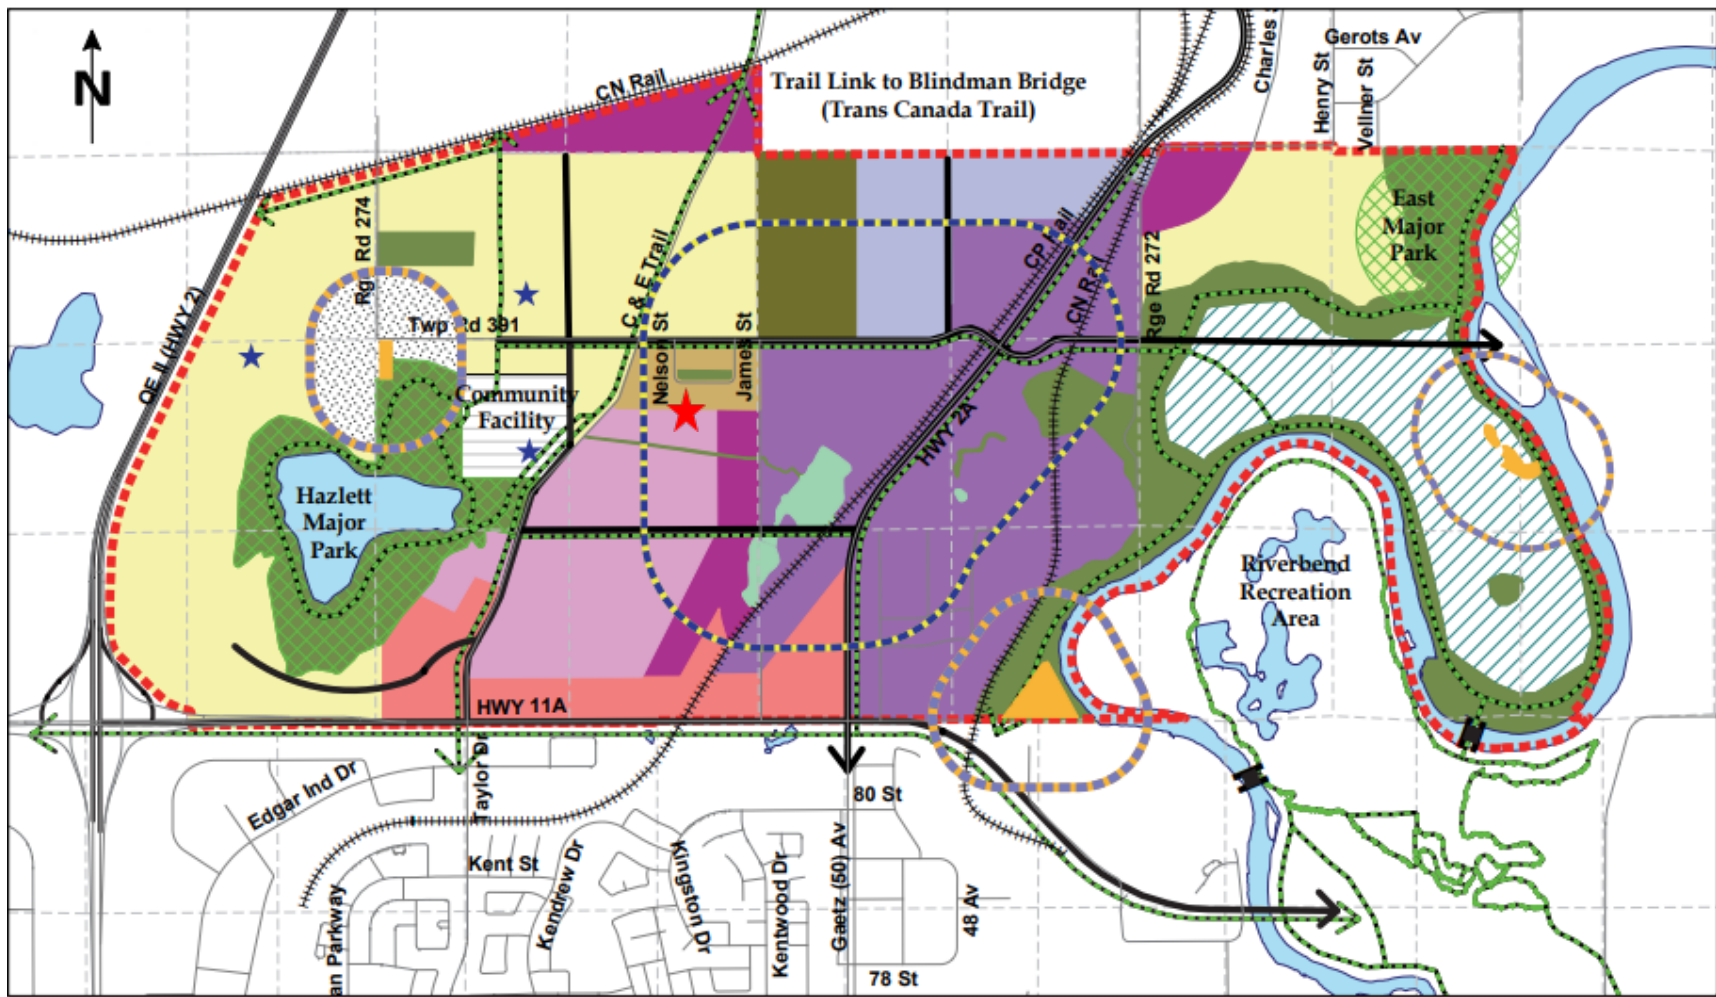 Gerots Av
Charles
Henry St
Vellner St
N
CN Rail
Trail Link to Blindman Bridge
(Trans Canada Trail)
East
Major
Park
Rd 274
CP Rail
CN Rail
Rge Rd 272
C & E Trail
QE II (HWY 2)
Twp Rd 391
Nelson St
James St
Community
Facility
HWY 2A
Hazlett
Major
Park
Riverbend
Recreation
Area
HWY 11A
Taylor Dr
Edgar Ind Dr
80 St
Kent St
Kendrew Dr
Kingston Dr
Kentwood Dr
Gaetz (50) Av
48 Av
an Parkway
78 St